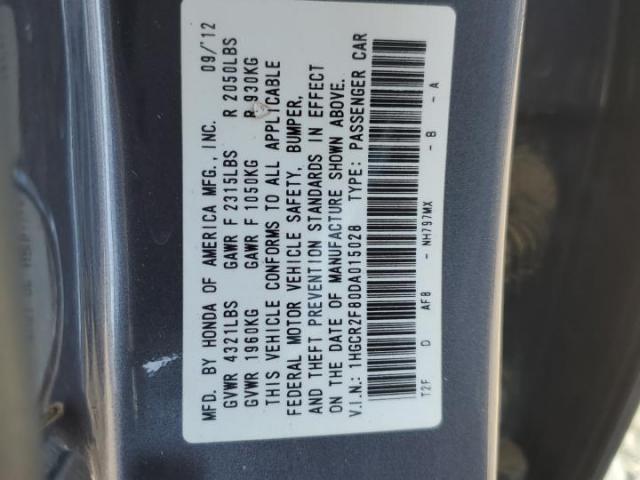 MFD. BY HONDA OF AMERICA MFG., INC. 09/'12
GVWR 4321LBS GAWR F 2315LBS R 2050LBS
GVWR 1960KG GAWR F 1050KG R 930KG
THIS VEHICLE CONFORMS TO ALL APPLICABLE
FEDERAL MOTOR VEHICLE SAFETY, BUMPER,
AND THEFT PREVENTION STANDARDS IN EFFECT
ON THE DATE OF MANUFACTURE SHOWN ABOVE.
V.I.N.: 1HGCR2F80DA015028 TYPE: PASSENGER CAR
T2F D AF8 - NH797MX - B - A